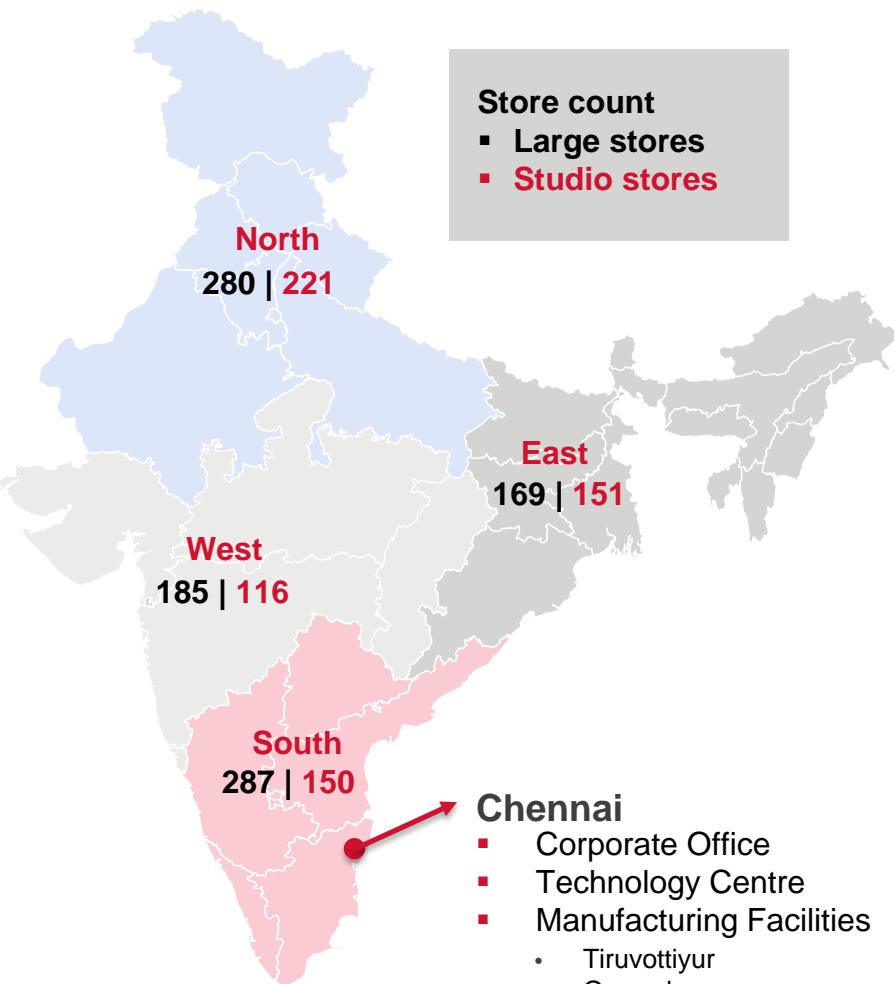 Store count
▪ Large stores
▪ Studio stores
North
280 | 221
East
169 | 151
West
185 | 116
South
287 | 150
Chennai
▪ Corporate Office
▪ Technology Centre
▪ Manufacturing Facilities
• Tiruvottiyur